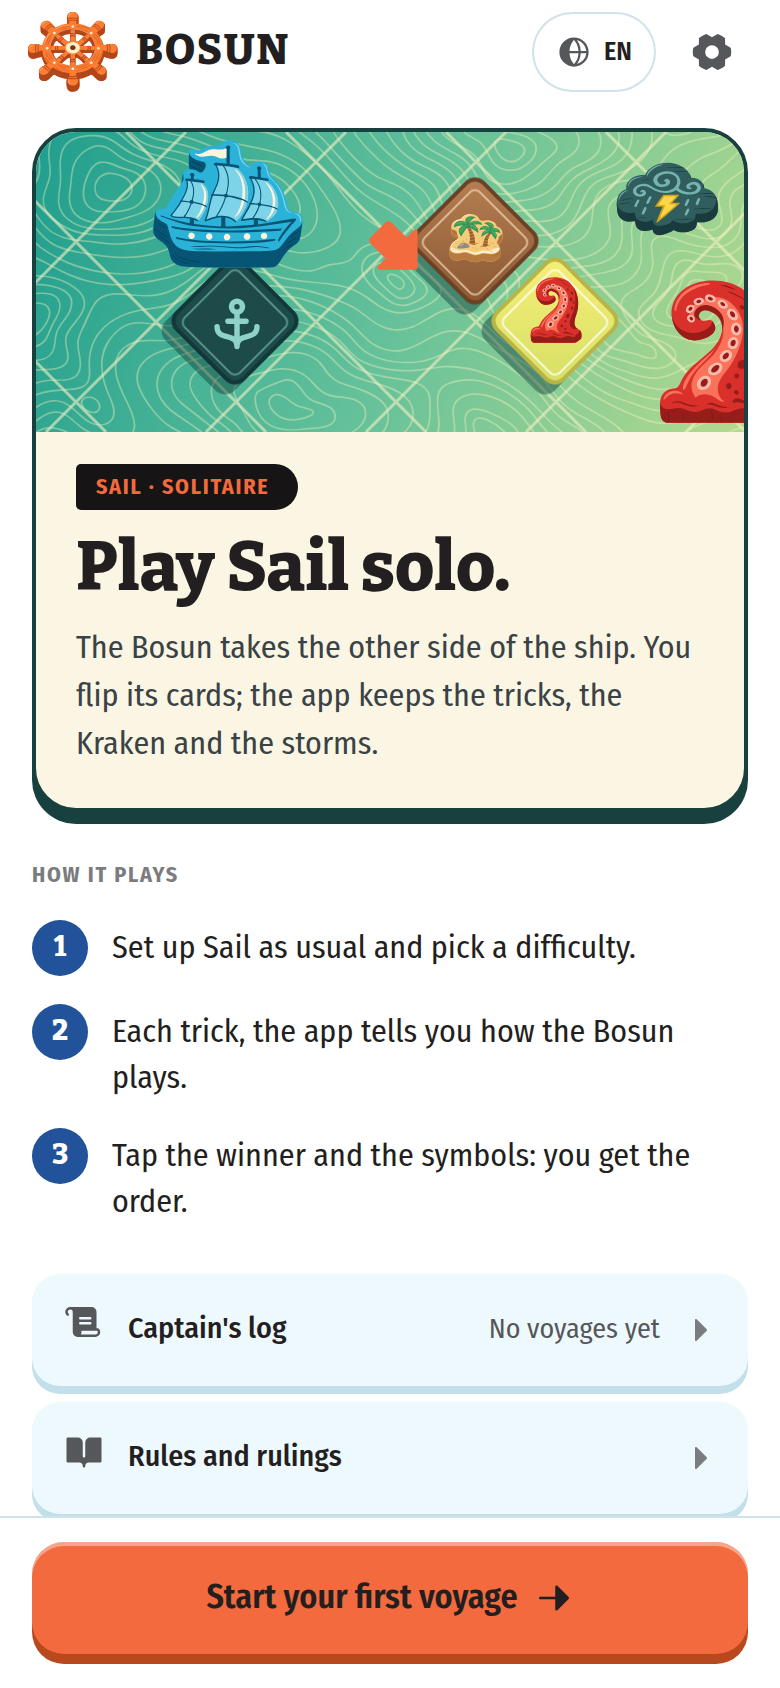 BOSUN
EN
SAIL · SOLITAIRE
Play Sail solo.
The Bosun takes the other side of the ship. You
flip its cards; the app keeps the tricks, the
Kraken and the storms.
HOW IT PLAYS
1 Set up Sail as usual and pick a difficulty.
2 Each trick, the app tells you how the Bosun
plays.
3 Tap the winner and the symbols: you get the
order.
Captain's log No voyages yet
Rules and rulings
Start your first voyage